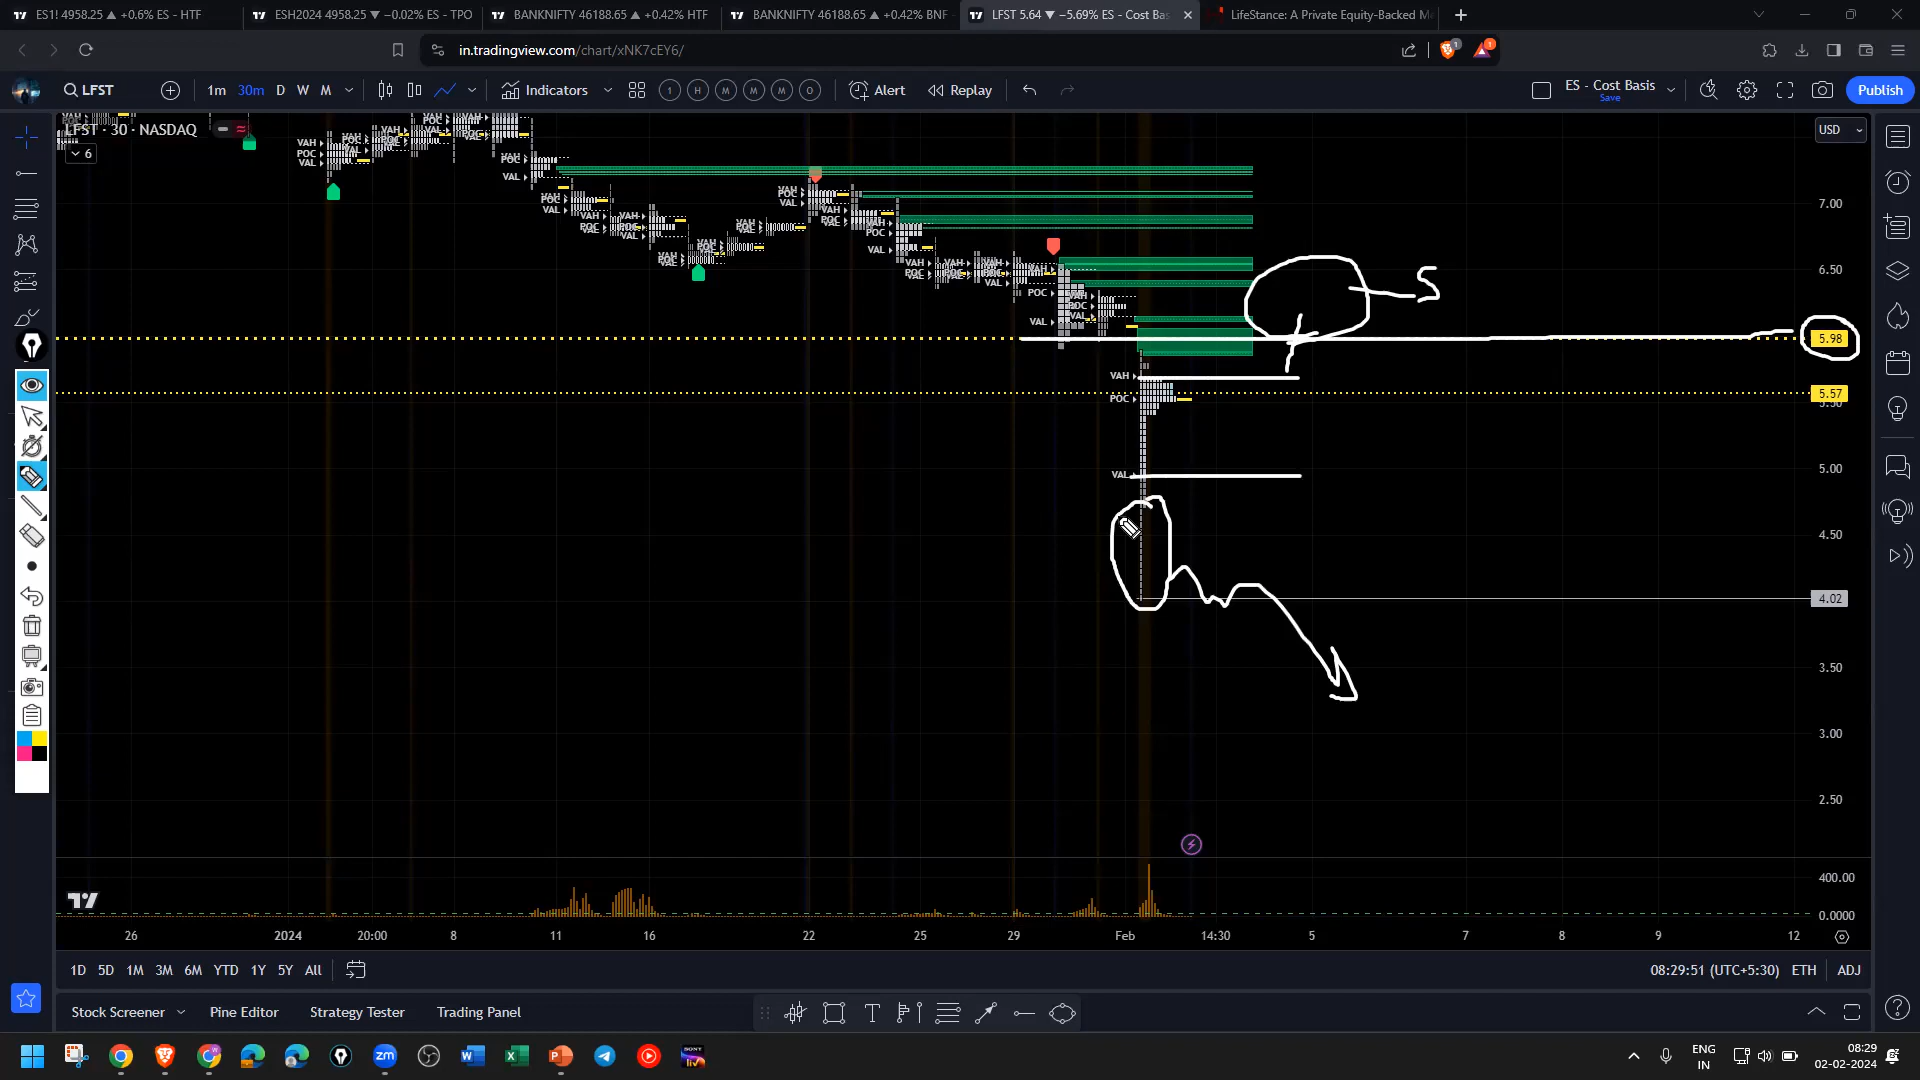 ES1! 4958.25 ▲ +0.6% ES - HTF
ESH2024 4958.25 ▼ −0.02% ES - TPO
BANKNIFTY 46188.65 ▲ +0.42% HTF
BANKNIFTY 46188.65 ▲ +0.42% BNF
LFST 5.64 ▼ −5.69% ES - Cost Bas
LifeStance: A Private Equity-Backed M
in.tradingview.com/chart/xNK7cEY6/
LFST
1m 30m D W M
Indicators
1 H M M M O
Alert
Replay
ES - Cost Basis
Save
Publish
LFST · 30 · NASDAQ
6
USD
VAH
POC
VAL
7.00
6.50
S
5.98
VAH
5.57
POC
5.00
VAL
4.50
4.02
3.50
3.00
2.50
400.00
0.0000
26 2024 20:00 8 11 16 22 25 29 Feb 14:30 5 7 8 9 12
1D 5D 1M 3M 6M YTD 1Y 5Y All
08:29:51 (UTC+5:30) ETH ADJ
Stock Screener Pine Editor Strategy Tester Trading Panel
ENG
IN
08:29
02-02-2024